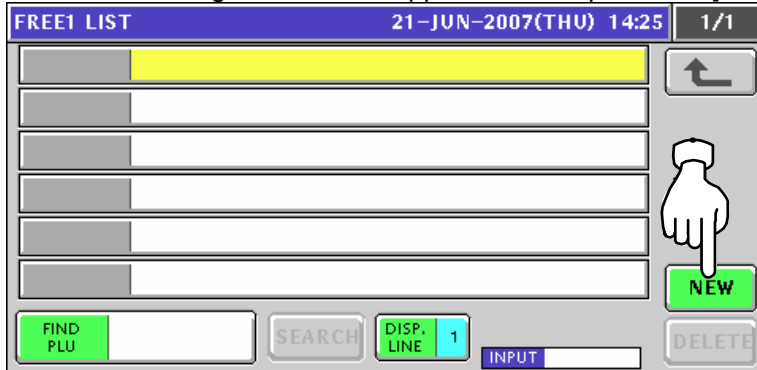 FREE1 LIST 21-JUN-2007(THU) 14:25 1/1
NEW
FIND PLU SEARCH DISP. LINE 1 INPUT DELETE